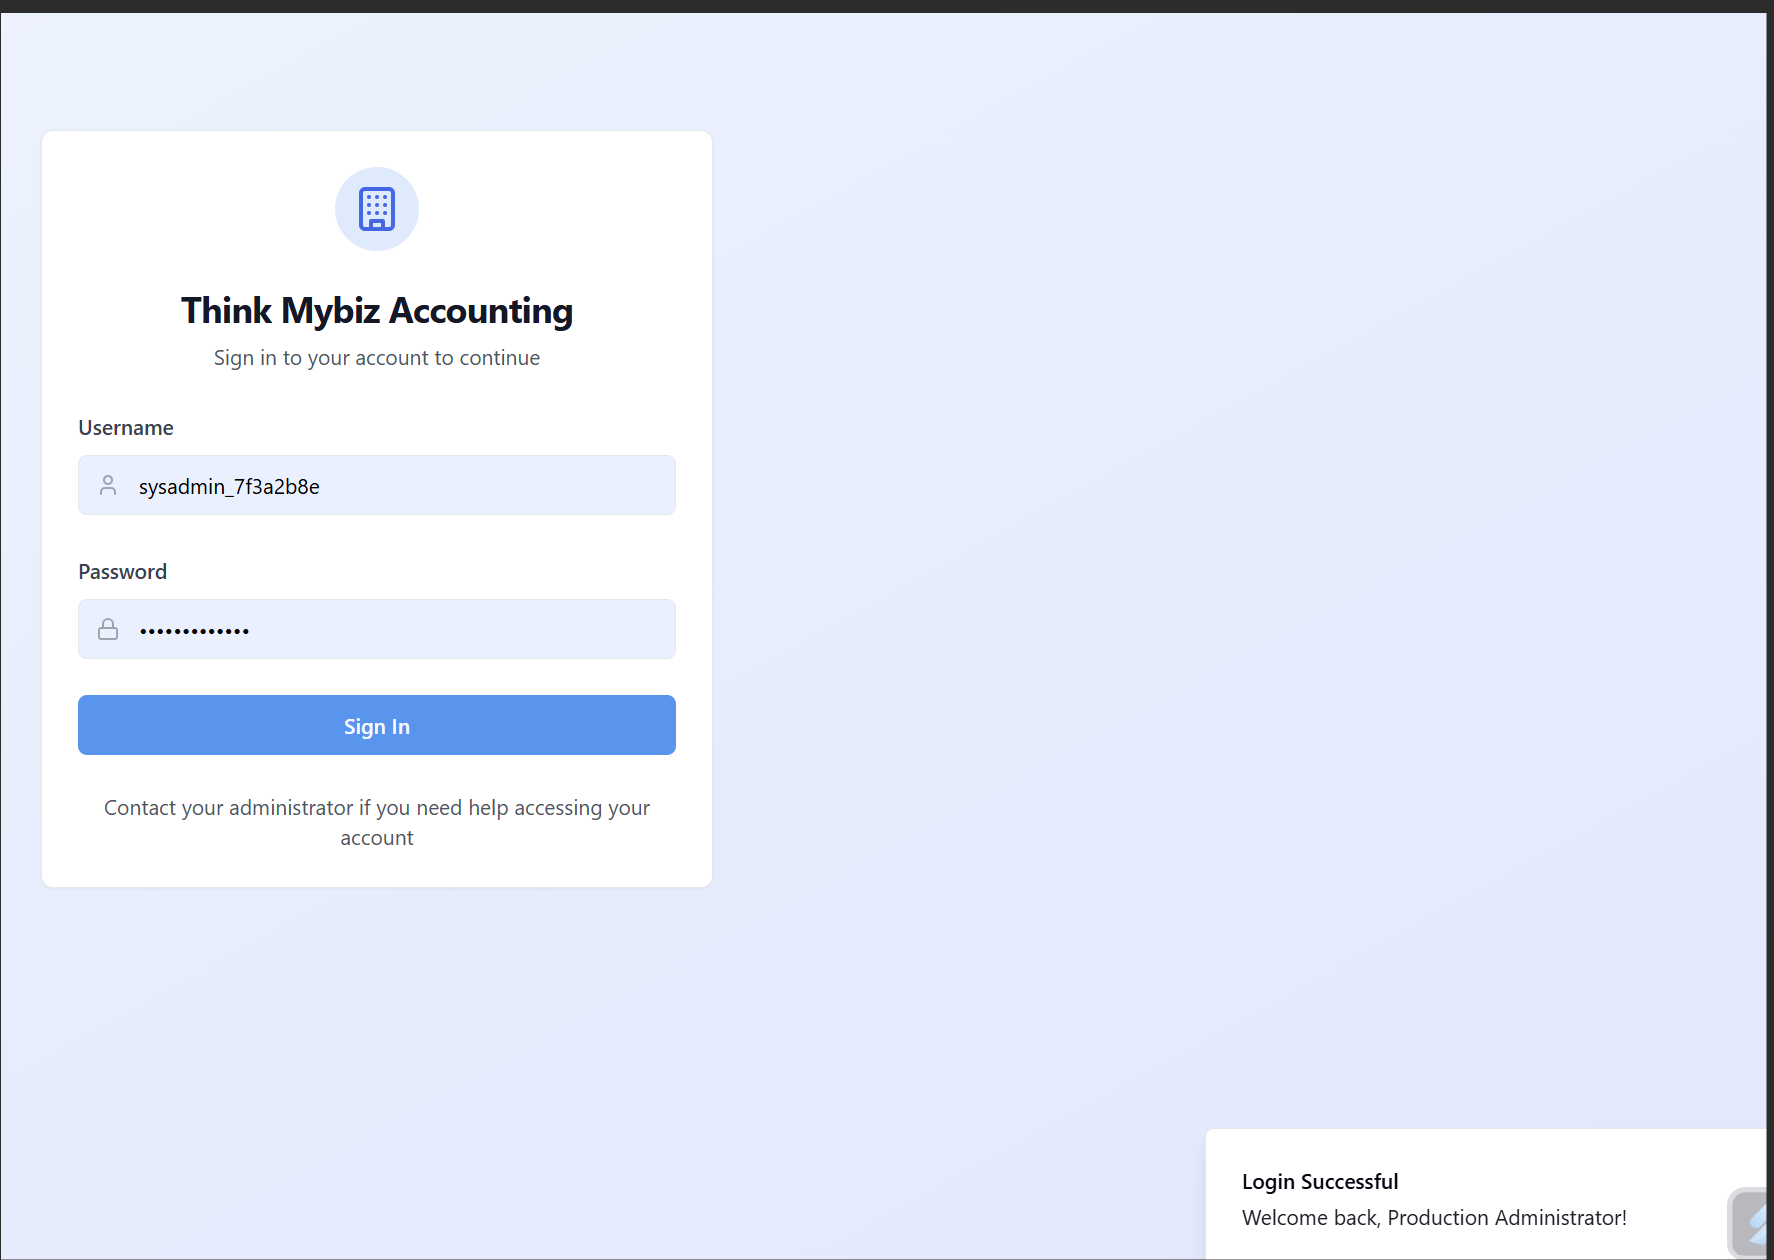 Think Mybiz Accounting
Sign in to your account to continue
Username
sysadmin_7f3a2b8e
Password
•••••••••••••
Sign In
Contact your administrator if you need help accessing your
account
Login Successful
Welcome back, Production Administrator!